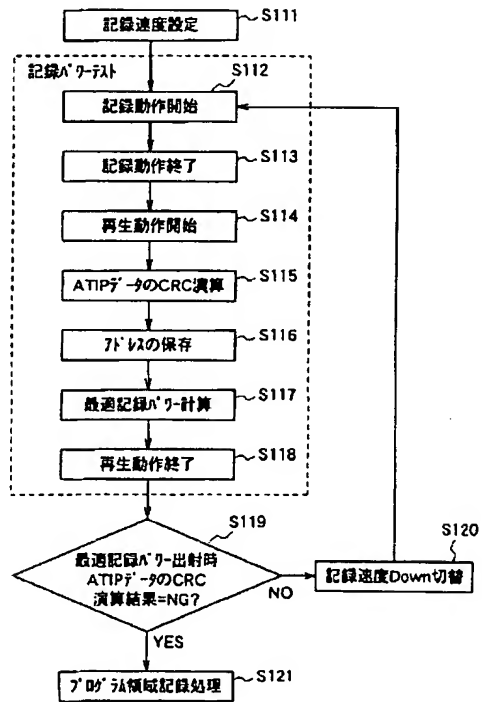 記録速度設定
S111
記録パワーテスト
S112
記録動作開始
S113
記録動作終了
S114
再生動作開始
S115
ATIPデータのCRC演算
S116
アドレスの保存
S117
最適記録パワー計算
S118
再生動作終了
S119
最適記録パワー出射時
ATIPデータのCRC
演算結果=NG?
NO
S120
記録速度Down切替
YES
S121
プログラム領域記録処理